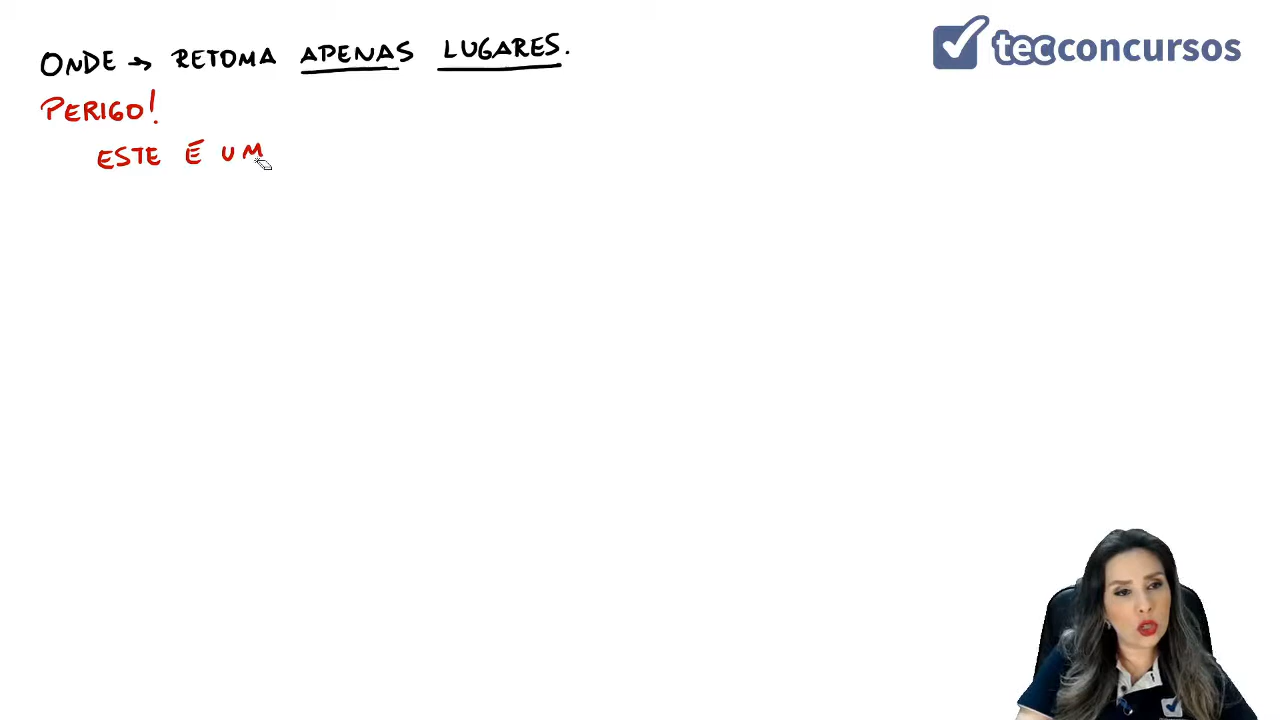 ONDE → RETOMA APENAS LUGARES.
tecconcursos
PERIGO!
ESTE É UM